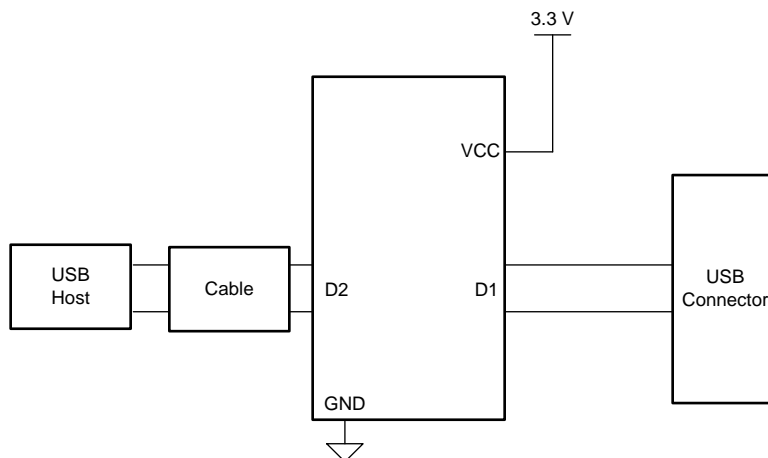 3.3 V
VCC
USB
Host
Cable
D2
D1
USB
Connector
GND